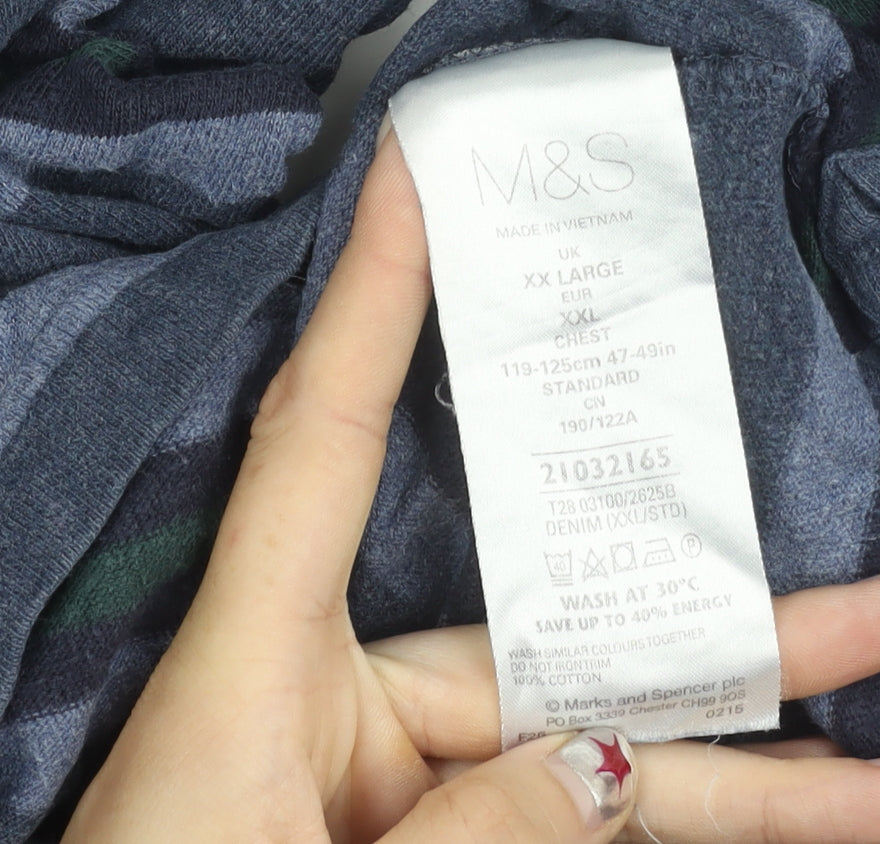 M&S
MADE IN VIETNAM
UK
XX LARGE
EUR
XXL
CHEST
119-125cm 47-49in
STANDARD
CN
190/122A
21032165
T28 03100/2625B
DENIM (XXL/STD)
40 P
WASH AT 30°C
SAVE UP TO 40% ENERGY
WASH SIMILAR COLOURS TOGETHER
DO NOT IRON TRIM
100% COTTON
© Marks and Spencer plc
PO Box 3339 Chester CH99 9OS
0215